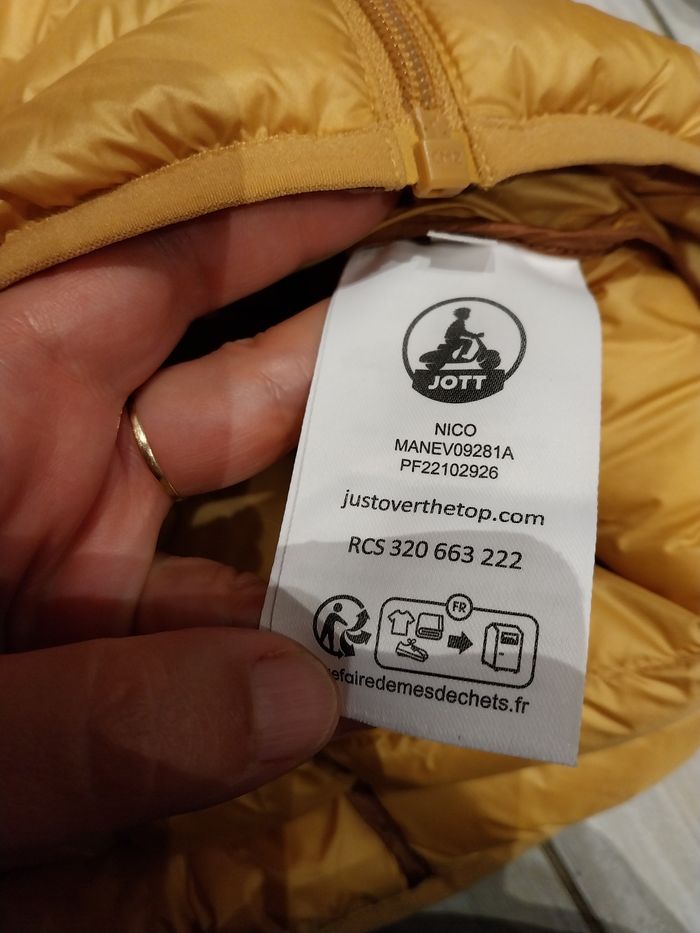 JOTT
NICO
MANEV09281A
PF22102926
justoverthetop.com
RCS 320 663 222
FR
efairedemesdechets.fr